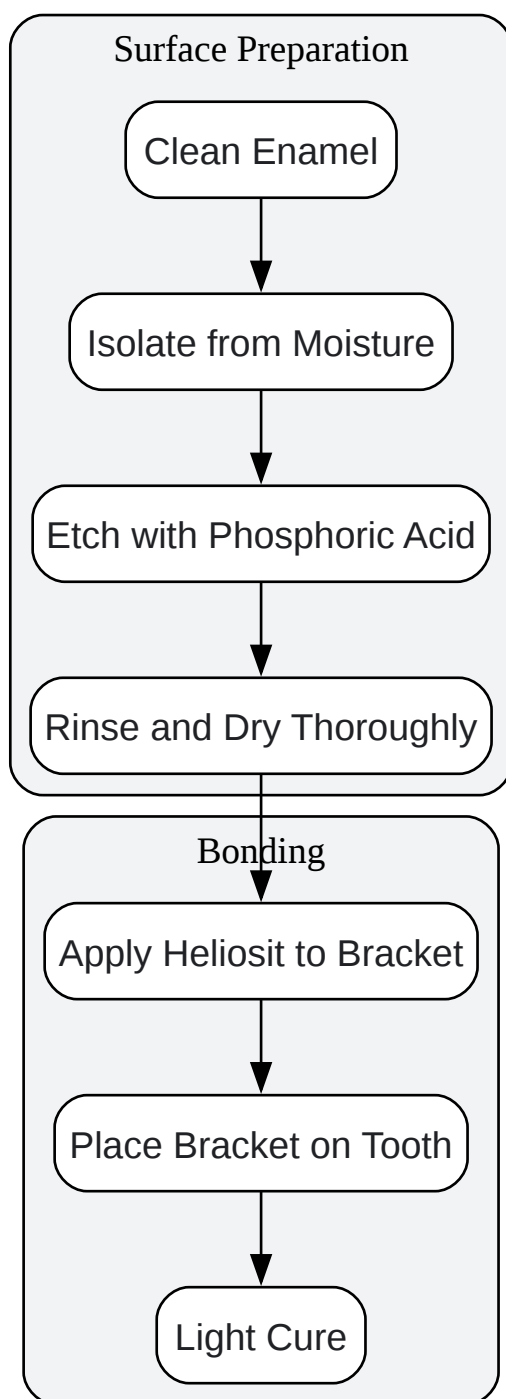 Surface Preparation
Clean Enamel
Isolate from Moisture
Etch with Phosphoric Acid
Rinse and Dry Thoroughly
Bonding
Apply Heliosit to Bracket
Place Bracket on Tooth
Light Cure